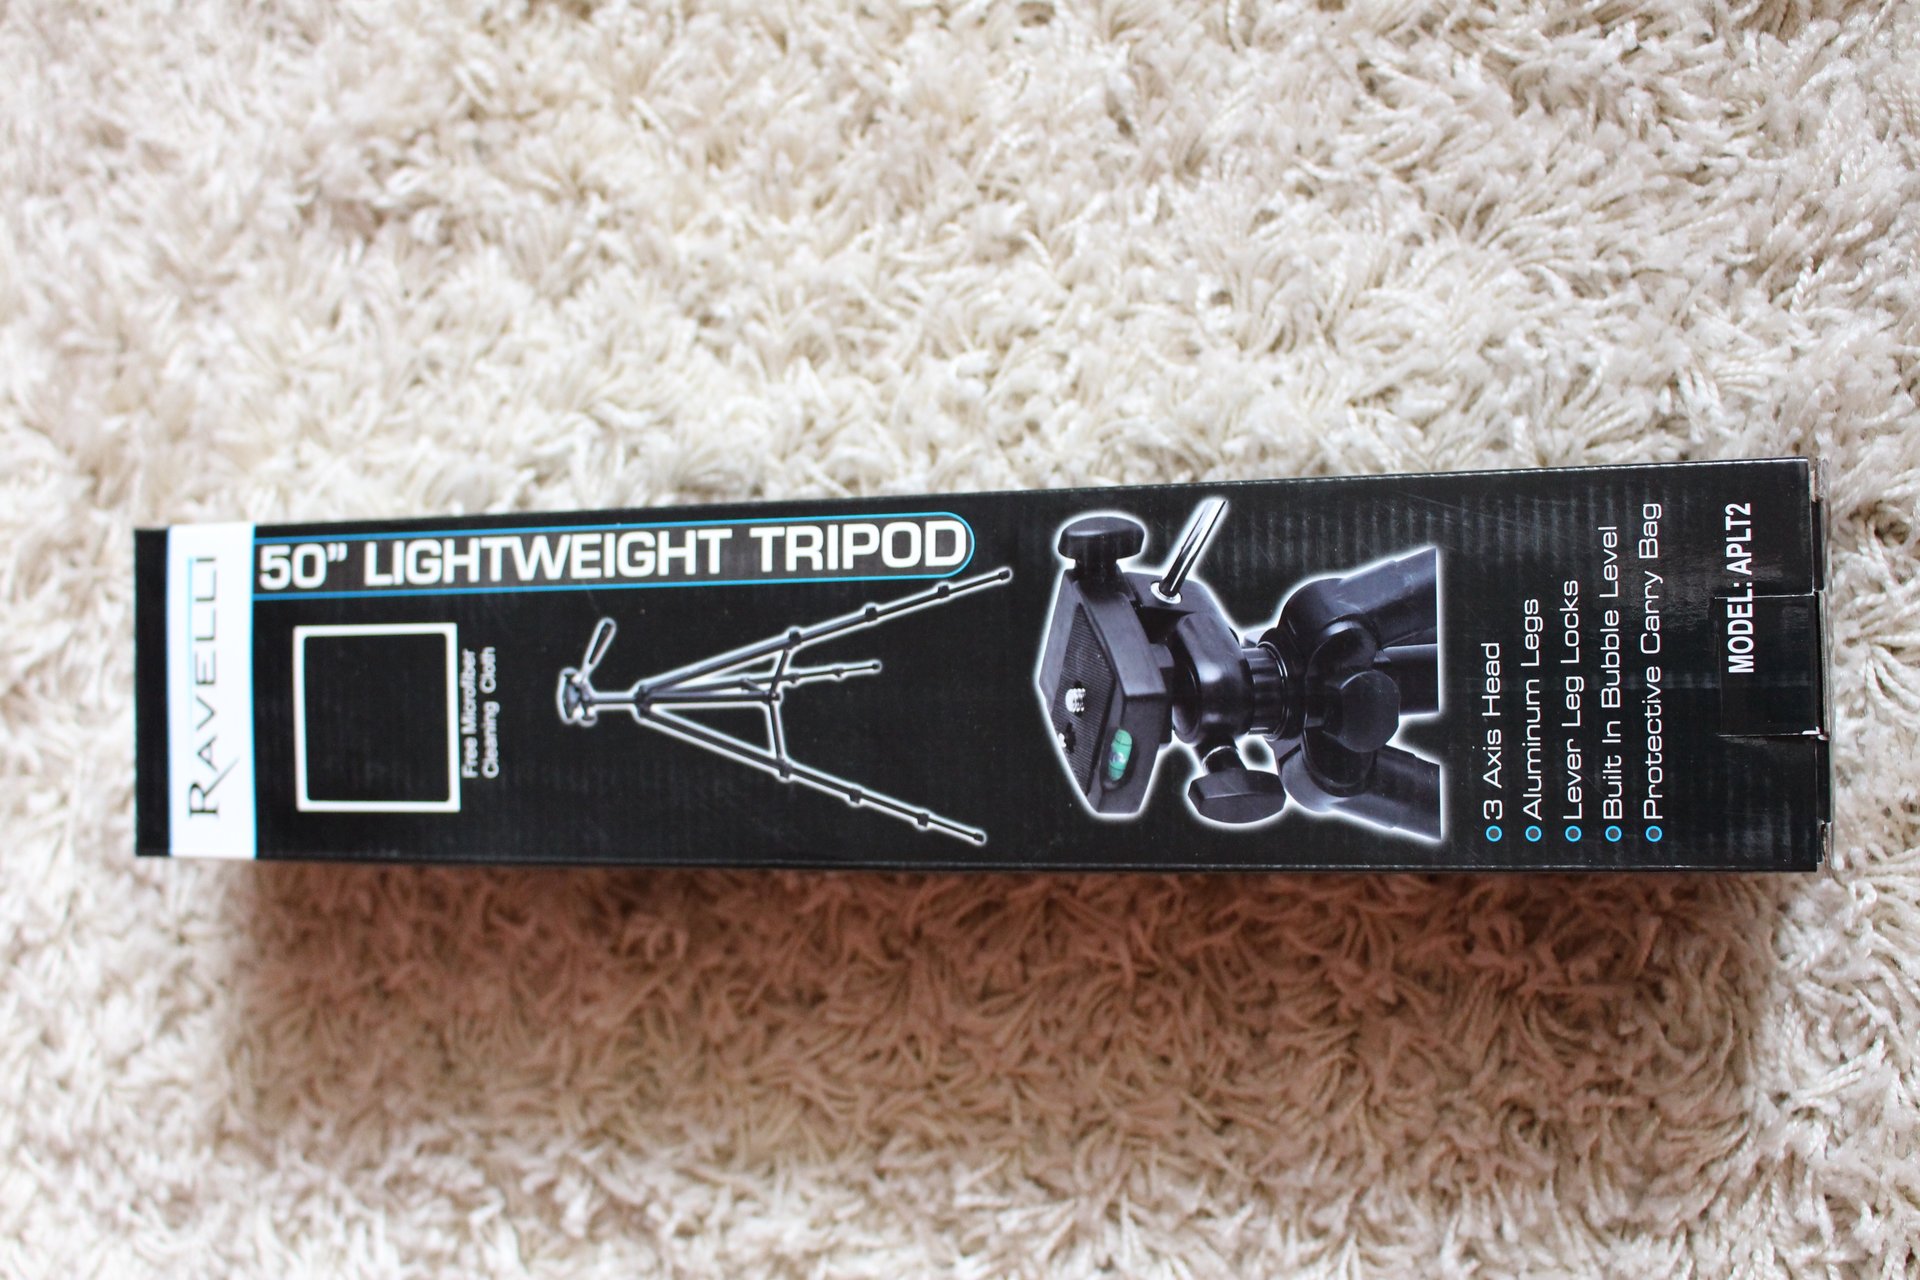 RAVELLI
50” LIGHTWEIGHT TRIPOD
Free Microfiber
Cleaning Cloth
3 Axis Head
Aluminum Legs
Lever Leg Locks
Built In Bubble Level
Protective Carry Bag
MODEL: APLT2